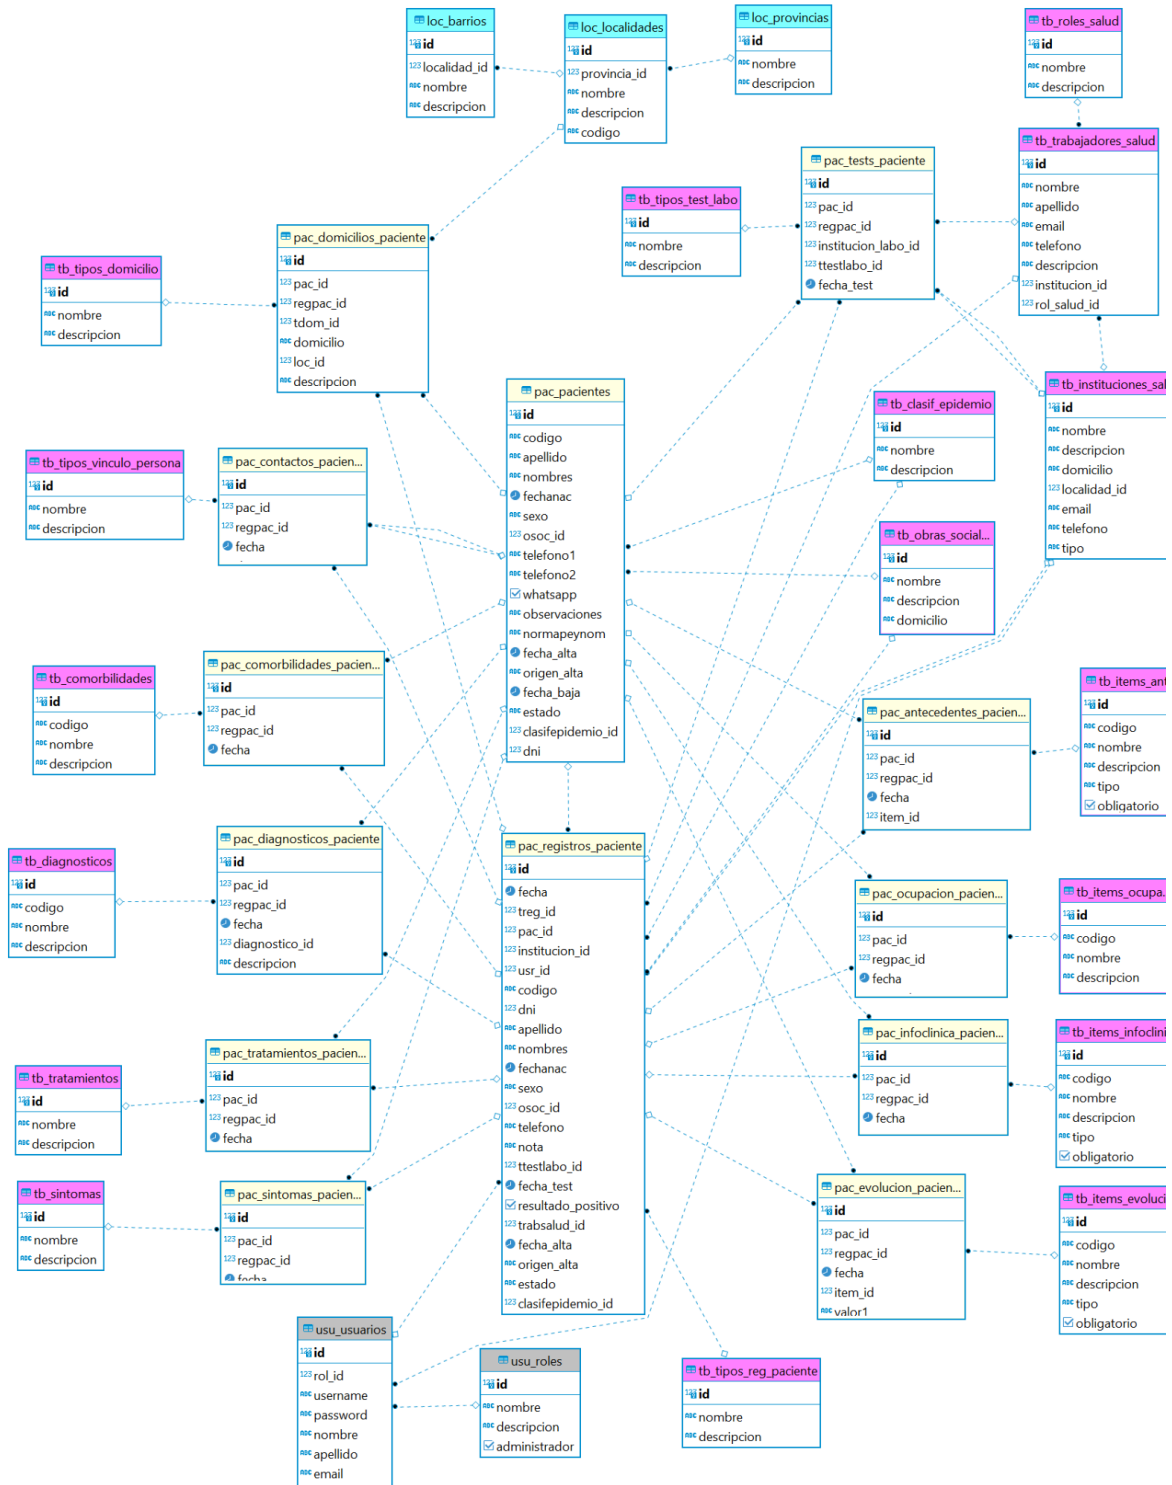 loc_barrios
id
localidad_id
nombre
descripcion
loc_localidades
id
provincia_id
nombre
descripcion
codigo
loc_provincias
id
nombre
descripcion
tb_roles_salud
id
nombre
descripcion
tb_trabajadores_salud
id
nombre
apellido
email
telefono
descripcion
institucion_id
rol_salud_id
pac_tests_paciente
id
pac_id
regpac_id
institucion_labo_id
ttestlabo_id
fecha_test
tb_tipos_test_labo
id
nombre
descripcion
pac_domicilios_paciente
id
pac_id
regpac_id
tdom_id
domicilio
loc_id
descripcion
tb_tipos_domicilio
id
nombre
descripcion
pac_pacientes
id
codigo
apellido
nombres
fechanac
sexo
osoc_id
telefono1
telefono2
whatsapp
observaciones
normapeynom
fecha_alta
origen_alta
fecha_baja
estado
clasifepidemio_id
dni
tb_clasif_epidemio
id
nombre
descripcion
tb_instituciones_sal
id
nombre
descripcion
domicilio
localidad_id
email
telefono
tipo
tb_tipos_vinculo_persona
id
nombre
descripcion
pac_contactos_pacien...
id
pac_id
regpac_id
fecha
tb_obras_social...
id
nombre
descripcion
domicilio
pac_comorbilidades_pacien...
id
pac_id
regpac_id
fecha
tb_comorbilidades
id
codigo
nombre
descripcion
pac_antecedentes_pacien...
id
pac_id
regpac_id
fecha
item_id
tb_items_ant
id
codigo
nombre
descripcion
tipo
obligatorio
pac_diagnosticos_paciente
id
pac_id
regpac_id
fecha
diagnostico_id
descripcion
tb_diagnosticos
id
codigo
nombre
descripcion
pac_registros_paciente
id
fecha
treg_id
pac_id
institucion_id
usr_id
codigo
dni
apellido
nombres
fechanac
sexo
osoc_id
telefono
nota
ttestlabo_id
fecha_test
resultado_positivo
trabsalud_id
fecha_alta
origen_alta
estado
clasifepidemio_id
pac_ocupacion_pacien...
id
pac_id
regpac_id
fecha
tb_items_ocupa...
id
codigo
nombre
descripcion
pac_tratamientos_pacien...
id
pac_id
regpac_id
fecha
tb_tratamientos
id
nombre
descripcion
pac_infoclinica_pacien...
id
pac_id
regpac_id
fecha
tb_items_infoclini
id
codigo
nombre
descripcion
tipo
obligatorio
pac_sintomas_pacien...
id
pac_id
regpac_id
fecha
tb_sintomas
id
nombre
descripcion
pac_evolucion_pacien...
id
pac_id
regpac_id
fecha
item_id
valor1
tb_items_evoluci
id
codigo
nombre
descripcion
tipo
obligatorio
usu_usuarios
id
rol_id
username
password
nombre
apellido
email
usu_roles
id
nombre
descripcion
administrador
tb_tipos_reg_paciente
id
nombre
descripcion